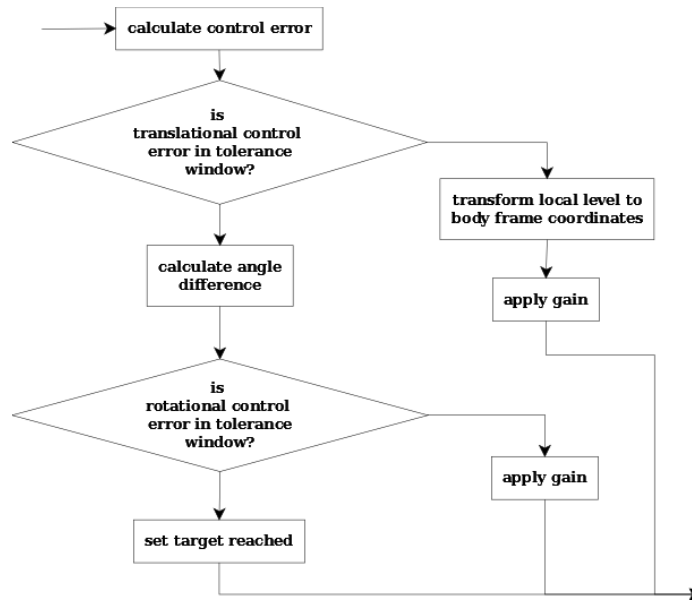 calculate control error
is
translational control
error in tolerance
window?
transform local level to
body frame coordinates
calculate angle
difference
apply gain
is
rotational control
error in tolerance
window?
apply gain
set target reached